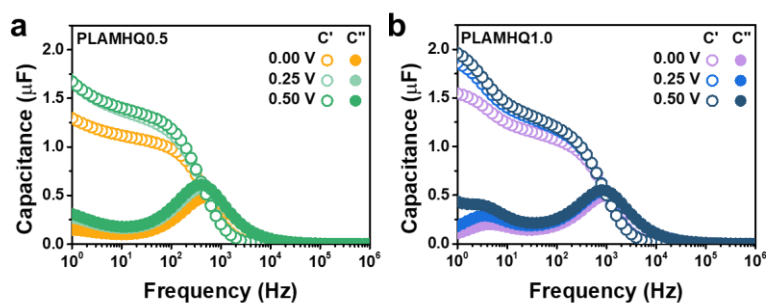 a
PLAMHQ0.5
C' C"
0.00 V
0.25 V
0.50 V
Capacitance (μF)
2.0
1.5
1.0
0.5
0.0
10⁰ 10¹ 10² 10³ 10⁴ 10⁵ 10⁶
Frequency (Hz)
b
PLAMHQ1.0
C' C"
0.00 V
0.25 V
0.50 V
Capacitance (μF)
2.0
1.5
1.0
0.5
0.0
10⁰ 10¹ 10² 10³ 10⁴ 10⁵ 10⁶
Frequency (Hz)